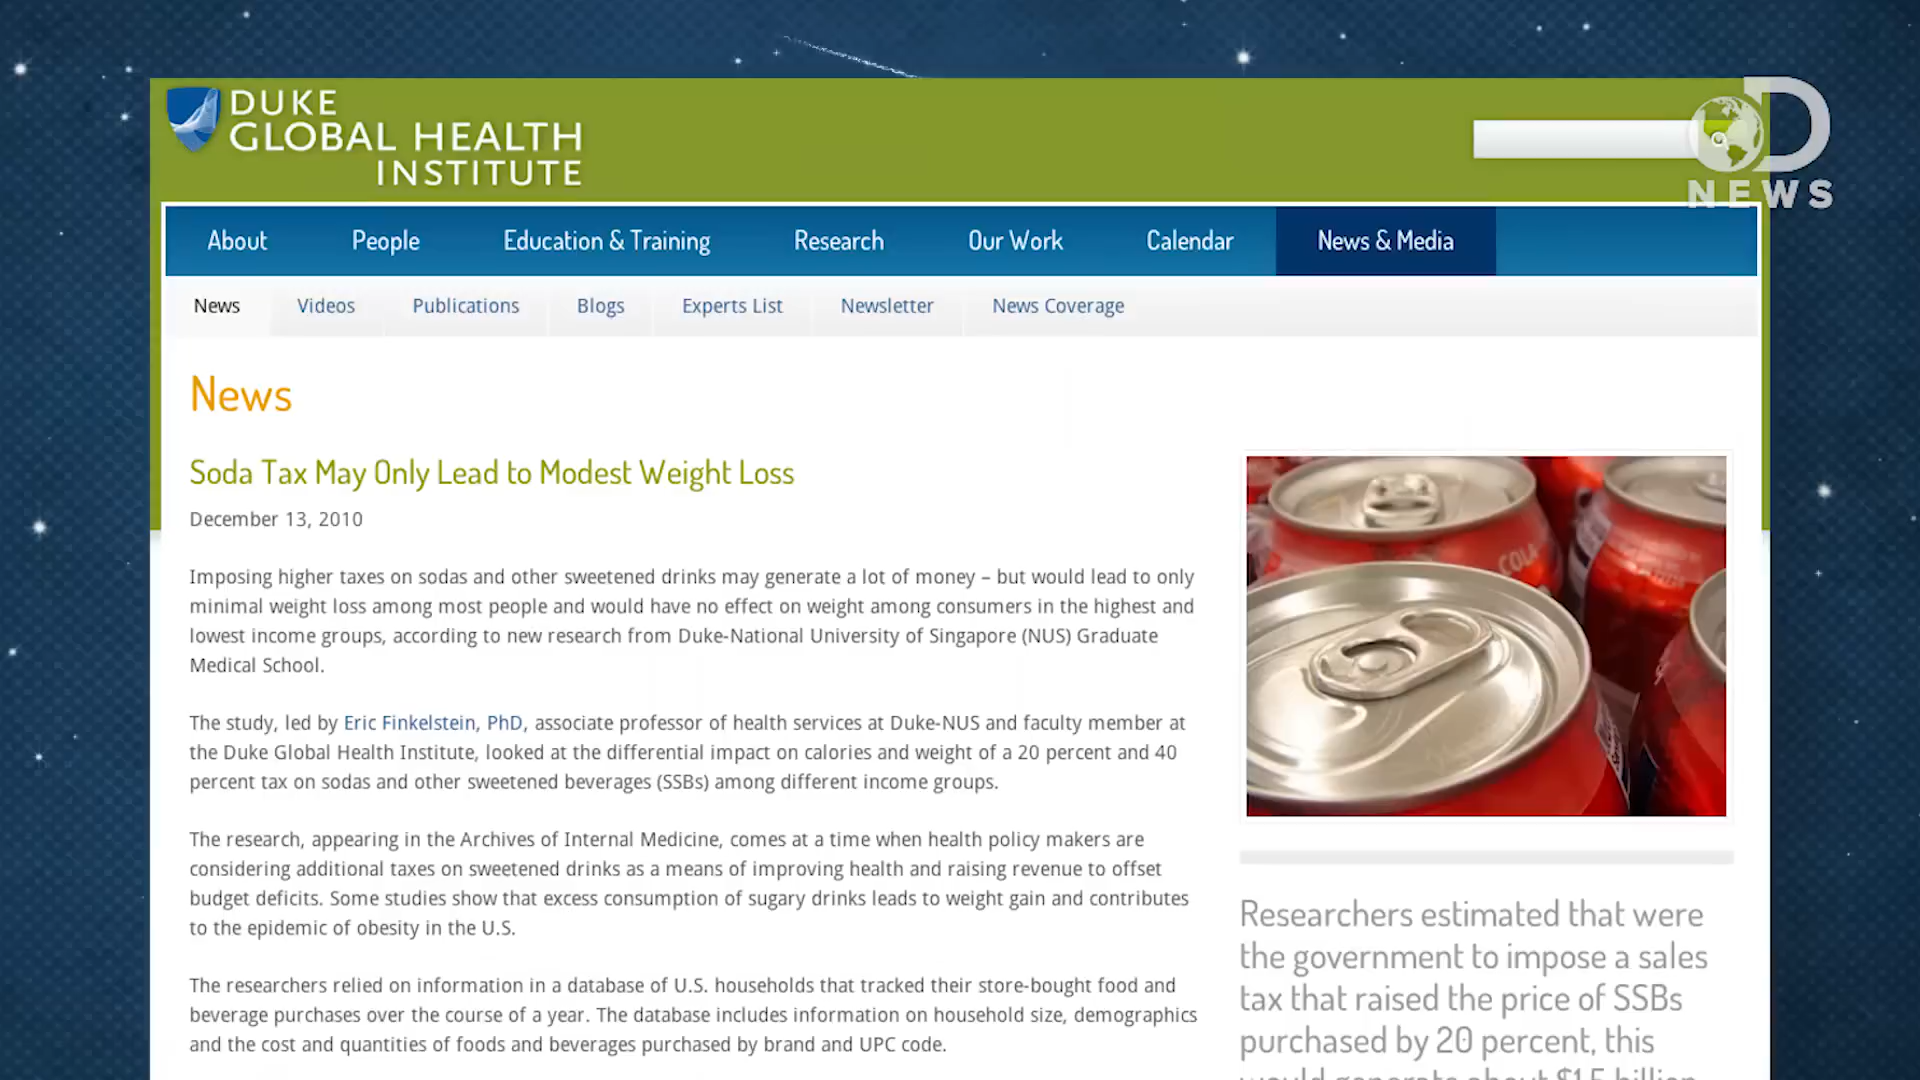 DUKE
GLOBAL HEALTH
INSTITUTE
D
NEWS
About People Education & Training Research Our Work Calendar News & Media
News Videos Publications Blogs Experts List Newsletter News Coverage
News
Soda Tax May Only Lead to Modest Weight Loss
December 13, 2010
Imposing higher taxes on sodas and other sweetened drinks may generate a lot of money – but would lead to only
minimal weight loss among most people and would have no effect on weight among consumers in the highest and
lowest income groups, according to new research from Duke-National University of Singapore (NUS) Graduate
Medical School.
The study, led by Eric Finkelstein, PhD, associate professor of health services at Duke-NUS and faculty member at
the Duke Global Health Institute, looked at the differential impact on calories and weight of a 20 percent and 40
percent tax on sodas and other sweetened beverages (SSBs) among different income groups.
The research, appearing in the Archives of Internal Medicine, comes at a time when health policy makers are
considering additional taxes on sweetened drinks as a means of improving health and raising revenue to offset
budget deficits. Some studies show that excess consumption of sugary drinks leads to weight gain and contributes
to the epidemic of obesity in the U.S.
The researchers relied on information in a database of U.S. households that tracked their store-bought food and
beverage purchases over the course of a year. The database includes information on household size, demographics
and the cost and quantities of foods and beverages purchased by brand and UPC code.
COLA
Researchers estimated that were
the government to impose a sales
tax that raised the price of SSBs
purchased by 20 percent, this
would generate about $1.5 billion